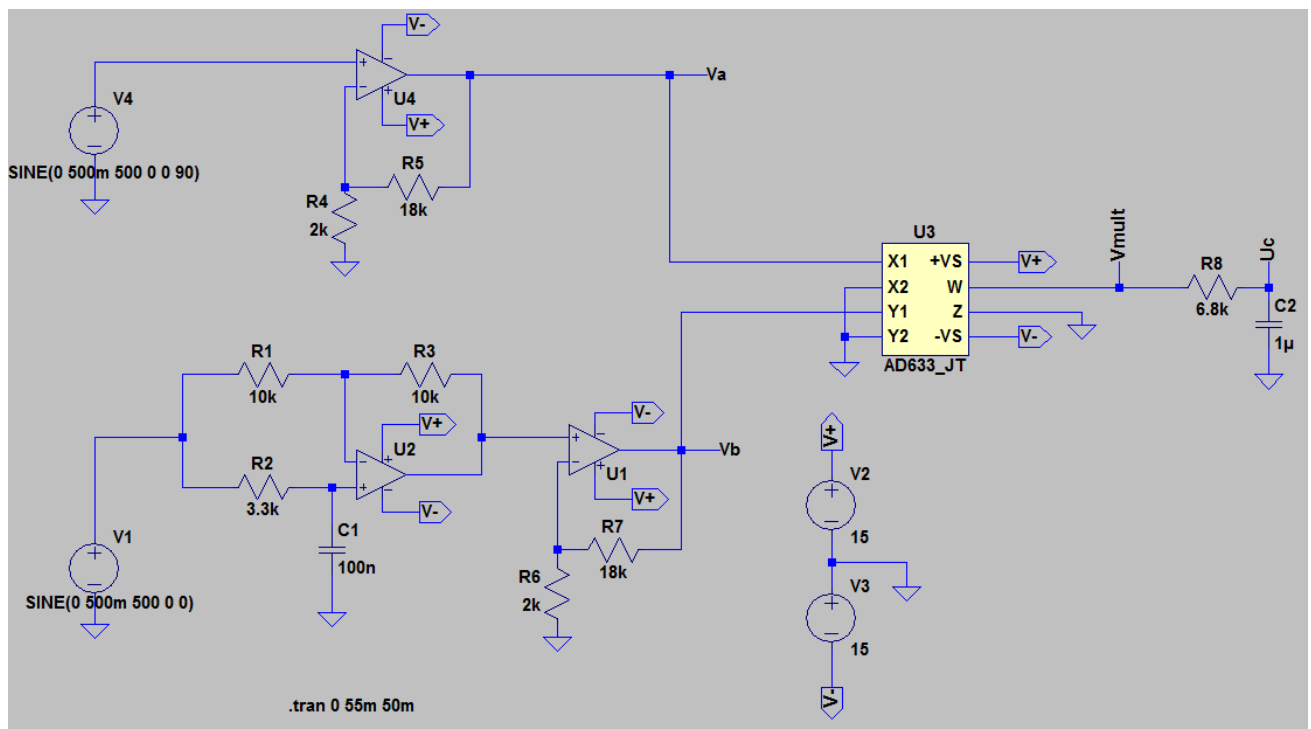 V-
V4
SINE(0 500m 500 0 0 90)
U4
V+
Va
R5
18k
R4
2k
U3
X1 +VS
X2 W
Y1 Z
Y2 -VS
AD633_JT
V+
V-
Vmult
R8
6.8k
Uc
C2
1µ
R1
10k
R3
10k
V+
U2
V-
R2
3.3k
C1
100n
V1
SINE(0 500m 500 0 0)
V-
U1
V+
Vb
R7
18k
R6
2k
V+
V2
15
V3
15
V-
.tran 0 55m 50m